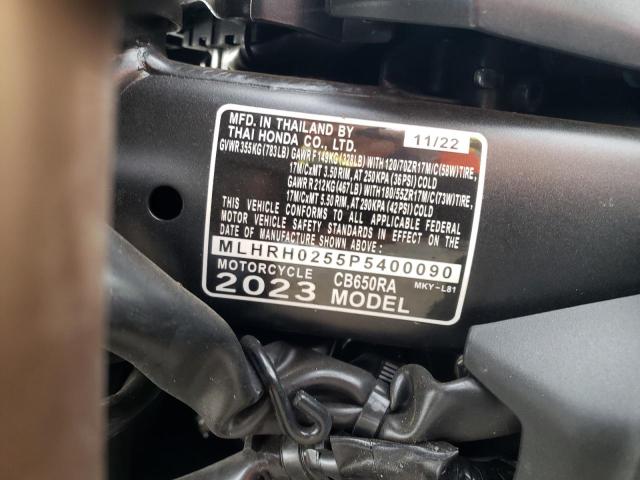 MFD. IN THAILAND BY
THAI HONDA CO., LTD. 11/22
GVWR 355KG (783LB) GAWR F 149KG (328LB) WITH 120/70ZR17M/C(58W)TIRE,
17M/CxMT 3.50 RIM, AT 250KPA (36PSI) COLD
GAWR R 212KG (467LB) WITH 180/55ZR17M/C(73W)TIRE,
17M/CxMT 5.50 RIM, AT 290KPA (42PSI) COLD
THIS VEHICLE CONFORMS TO ALL APPLICABLE FEDERAL
MOTOR VEHICLE SAFETY STANDARDS IN EFFECT ON THE
DATE OF MANUFACTURE SHOWN ABOVE:
MLHRH0255P5400090
MOTORCYCLE CB650RA MKY-L81
2023 MODEL